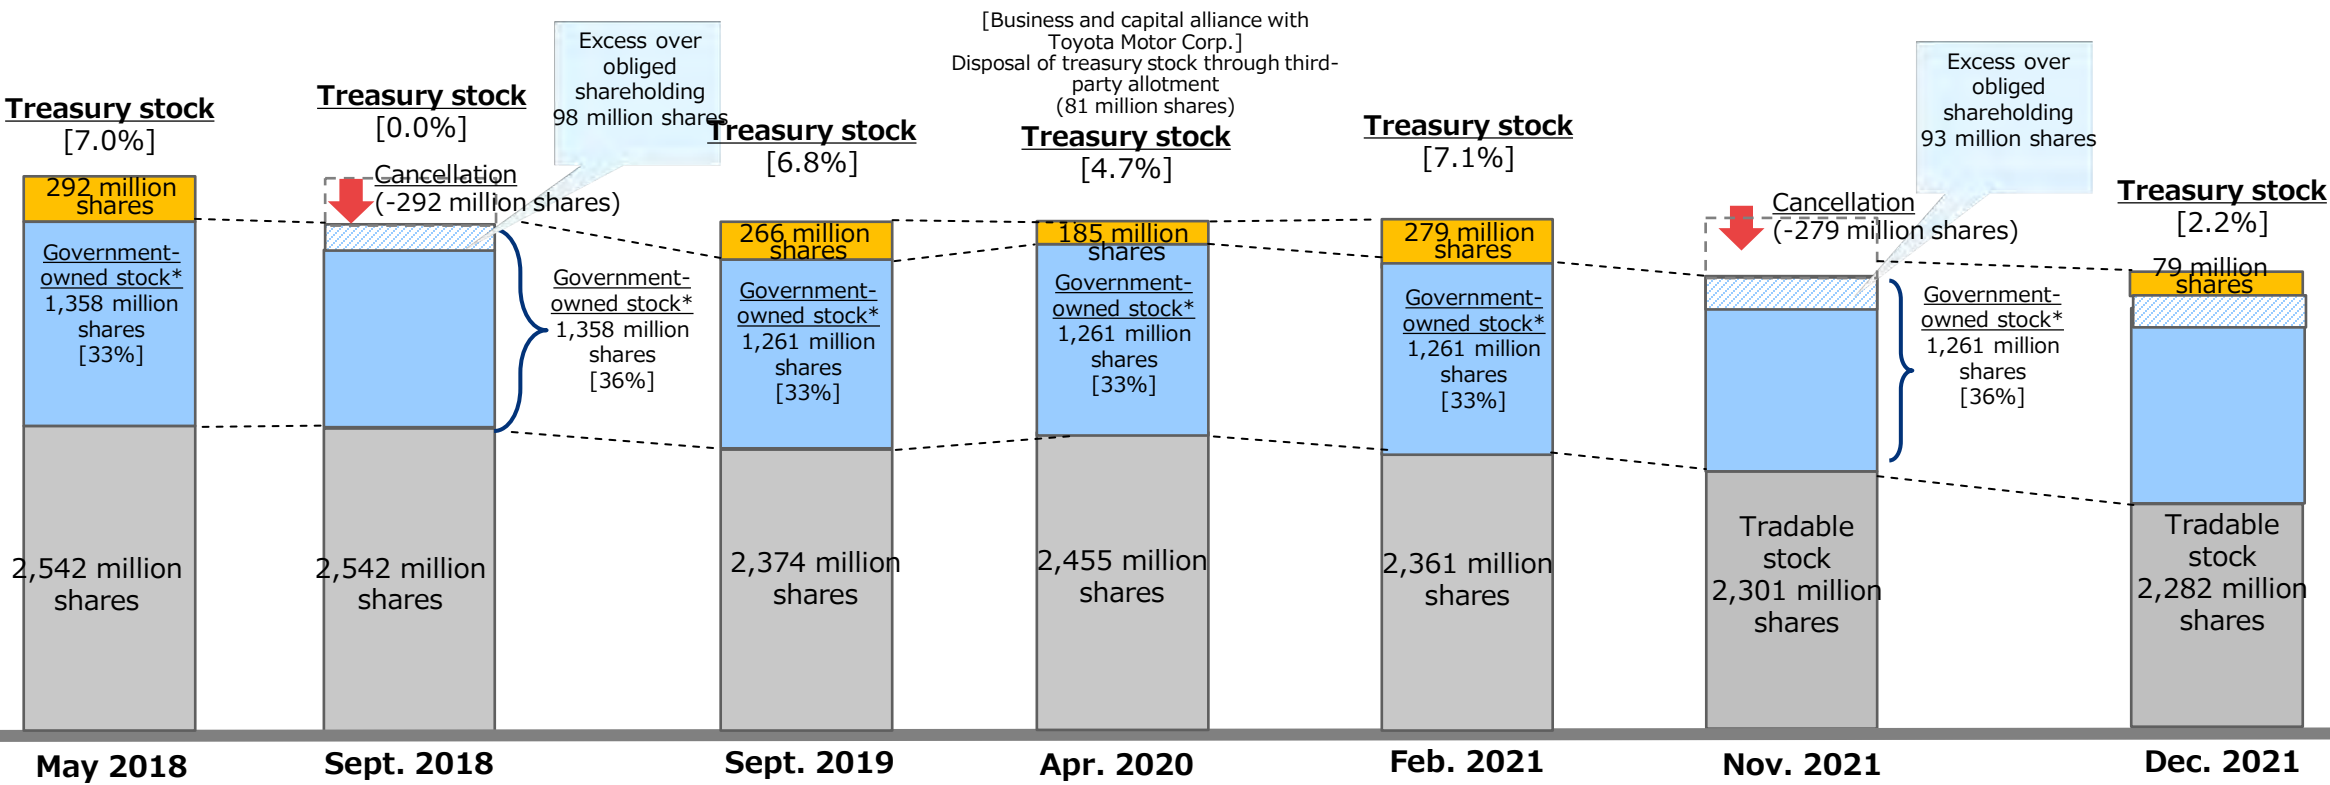 Treasury stock
[7.0%]
292 million
shares
Government-
owned stock*
1,358 million
shares
[33%]
2,542 million
shares
May 2018
Treasury stock
[0.0%]
Cancellation
(-292 million shares)
Excess over
obliged
shareholding
98 million shares
Government-
owned stock*
1,358 million
shares
[36%]
2,542 million
shares
Sept. 2018
Treasury stock
[6.8%]
266 million
shares
Government-
owned stock*
1,261 million
shares
[33%]
2,374 million
shares
Sept. 2019
[Business and capital alliance with
Toyota Motor Corp.]
Disposal of treasury stock through third-
party allotment
(81 million shares)
Treasury stock
[4.7%]
185 million
shares
Government-
owned stock*
1,261 million
shares
[33%]
2,455 million
shares
Apr. 2020
Treasury stock
[7.1%]
279 million
shares
Government-
owned stock*
1,261 million
shares
[33%]
2,361 million
shares
Feb. 2021
Cancellation
(-279 million shares)
Excess over
obliged
shareholding
93 million shares
Government-
owned stock*
1,261 million
shares
[36%]
Tradable
stock
2,301 million
shares
Nov. 2021
Treasury stock
[2.2%]
79 million
shares
Tradable
stock
2,282 million
shares
Dec. 2021